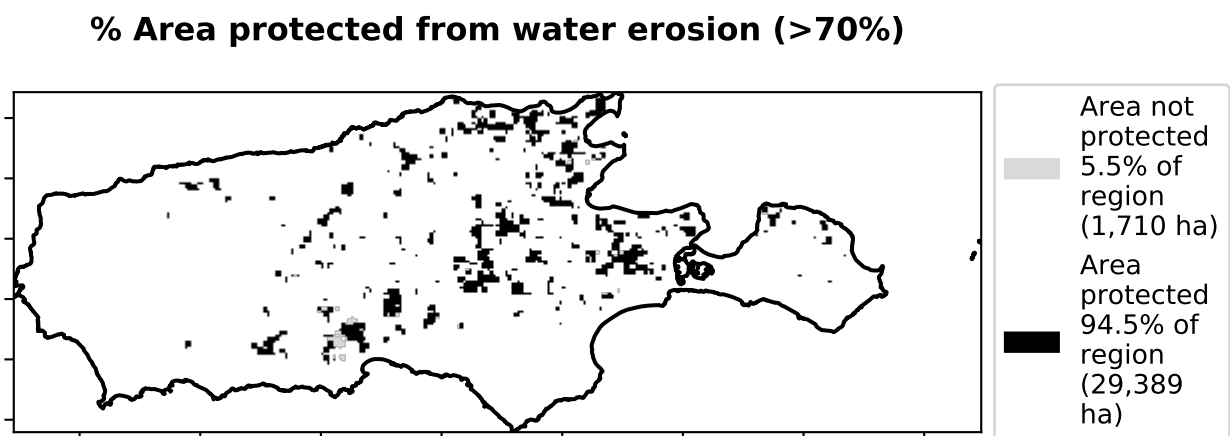 % Area protected from water erosion (>70%)
Area not
protected
5.5% of
region
(1,710 ha)
Area
protected
94.5% of
region
(29,389
ha)